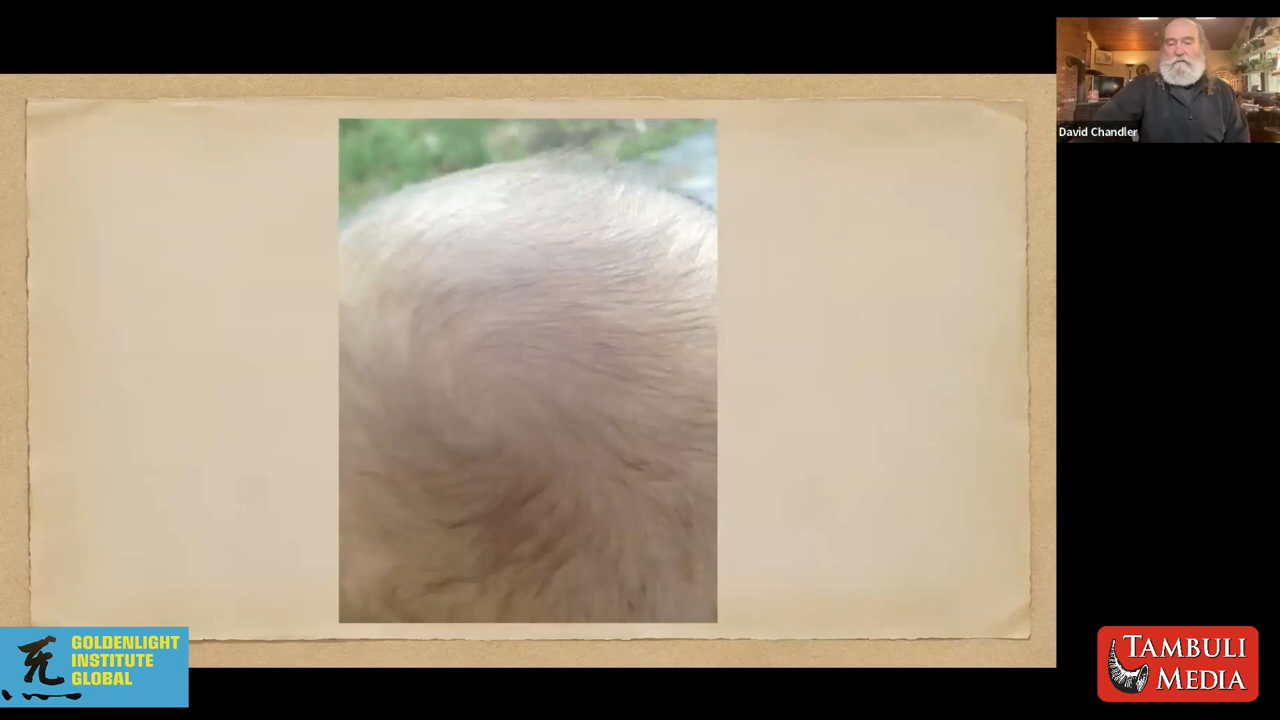 David Chandler
GOLDENLIGHT
INSTITUTE
GLOBAL
TAMBULI
MEDIA